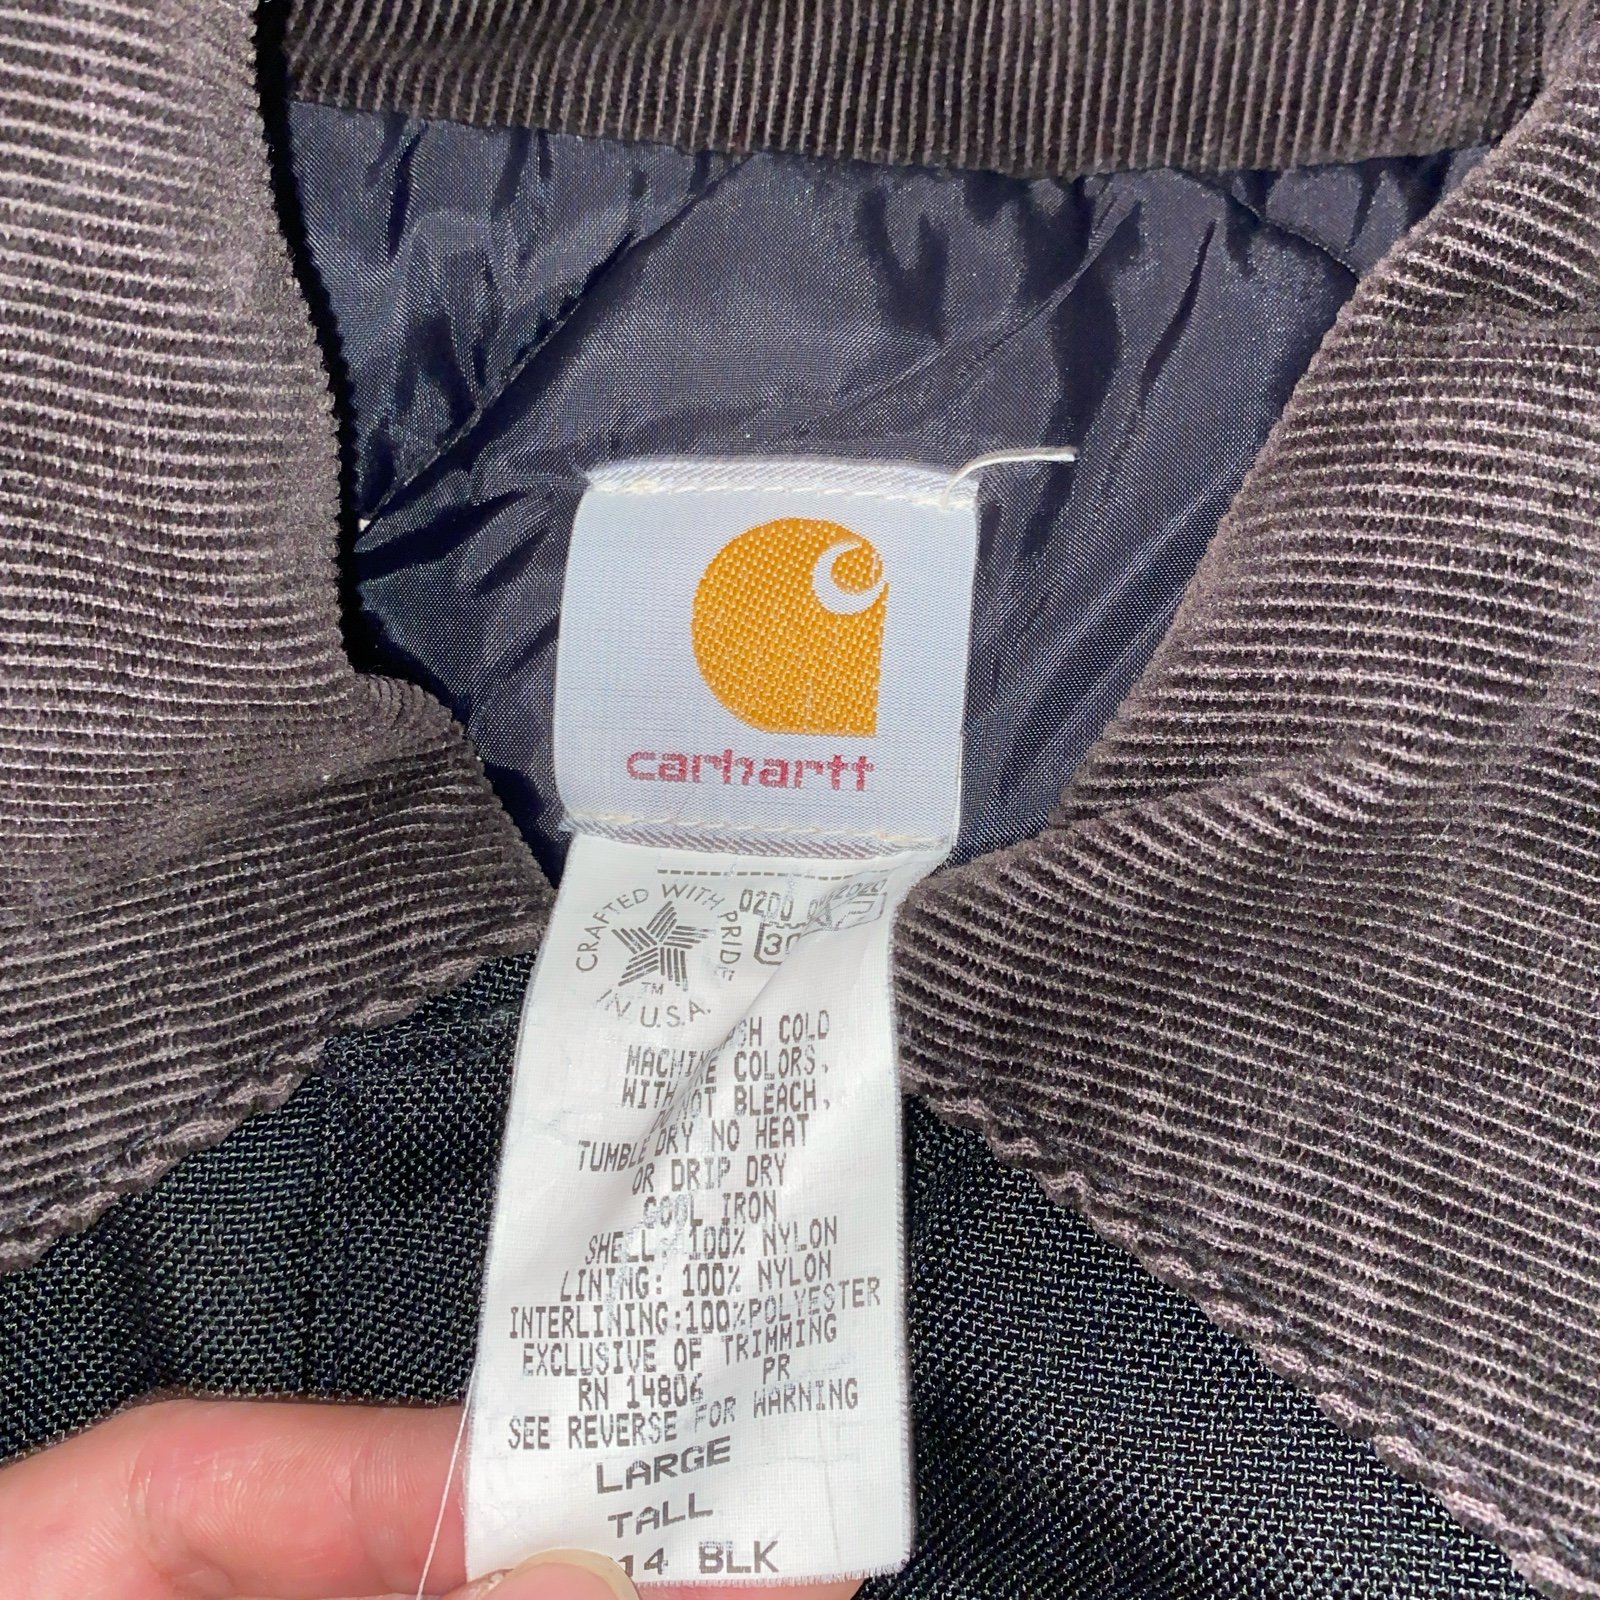 carhartt
CRAFTED WITH PRIDE
IN U.S.A.
TM
COLD
MACHINE COLORS,
WITH NOT BLEACH,
TUMBLE DRY NO HEAT
OR DRIP DRY
COOL IRON
SHELL: 100% NYLON
LINING: 100% NYLON
INTERLINING:100%POLYESTER
EXCLUSIVE OF TRIMMING
RN 14806 PR
SEE REVERSE FOR WARNING
LARGE
TALL
14 BLK